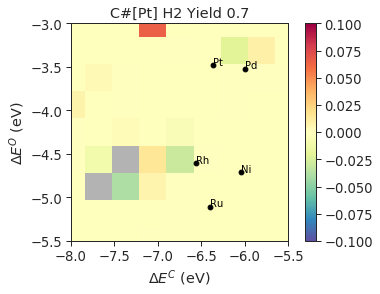 C#[Pt] H2 Yield 0.7
−3.0
−3.5
−4.0
−4.5
−5.0
−5.5
ΔE^O (eV)
Pt
Pd
Rh
Ni
Ru
−8.0 −7.5 −7.0 −6.5 −6.0 −5.5
ΔE^C (eV)
0.100
0.075
0.050
0.025
0.000
−0.025
−0.050
−0.075
−0.100